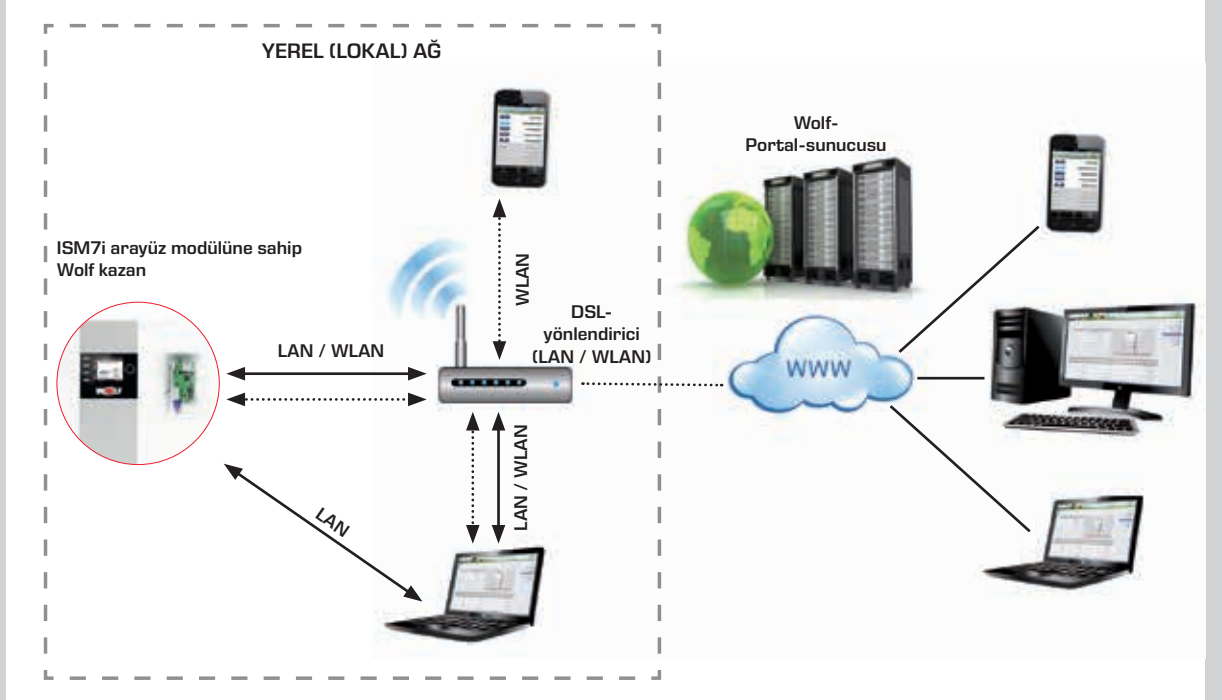 YEREL (LOKAL) AĞ
Wolf-
Portal-sunucusu
ISM7i arayüz modülüne sahip
Wolf kazan
WLAN
DSL-
yönlendirici
(LAN / WLAN)
LAN / WLAN
WWW
LAN / WLAN
LAN